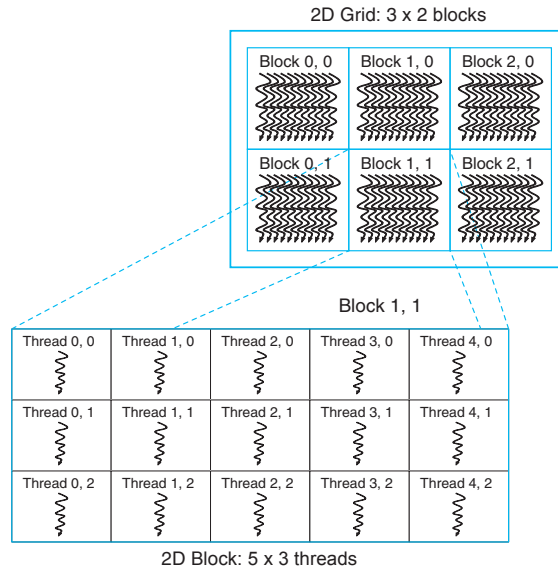 2D Grid: 3 x 2 blocks
Block 0, 0 Block 1, 0 Block 2, 0
Block 0, 1 Block 1, 1 Block 2, 1
Block 1, 1
Thread 0, 0 Thread 1, 0 Thread 2, 0 Thread 3, 0 Thread 4, 0
Thread 0, 1 Thread 1, 1 Thread 2, 1 Thread 3, 1 Thread 4, 1
Thread 0, 2 Thread 1, 2 Thread 2, 2 Thread 3, 2 Thread 4, 2
2D Block: 5 x 3 threads